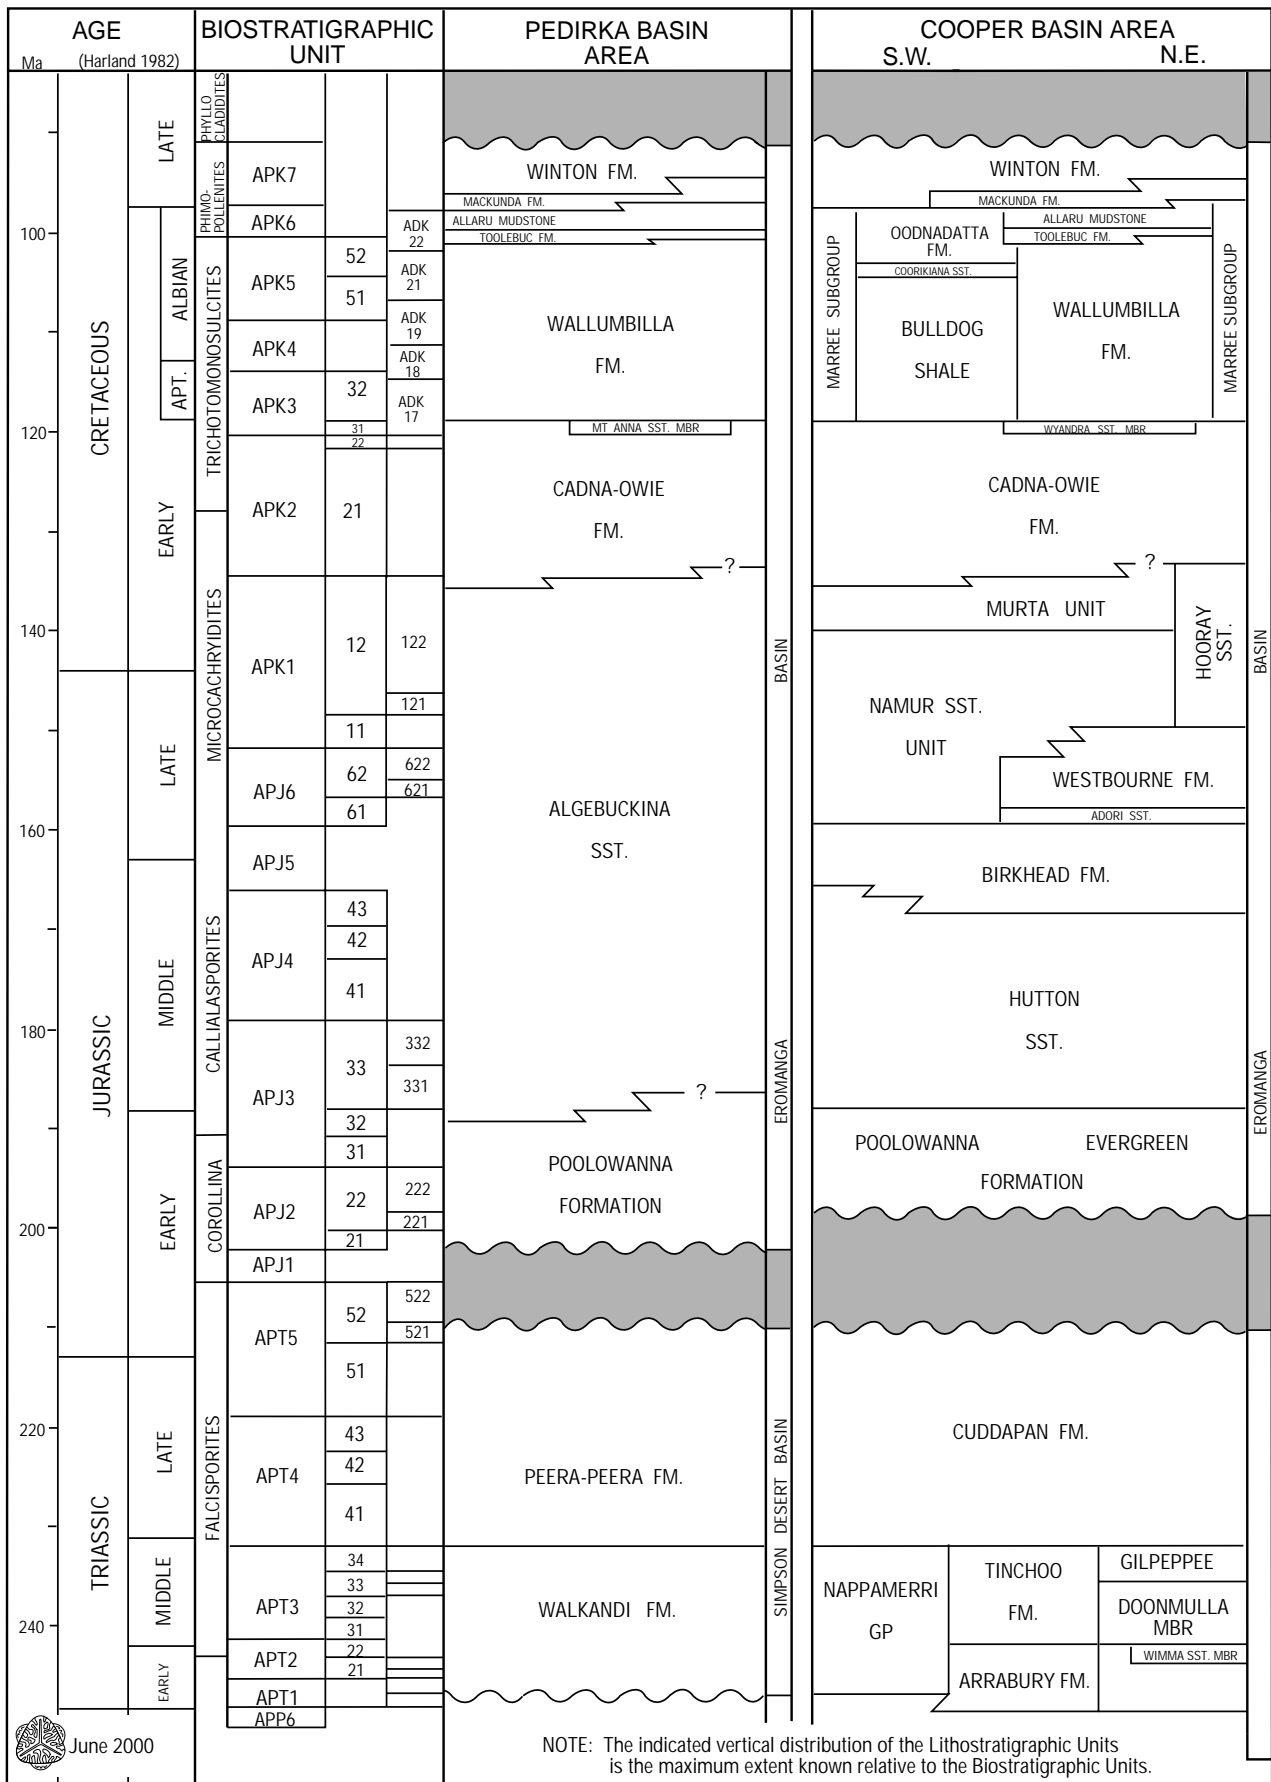 AGE
Ma (Harland 1982)
BIOSTRATIGRAPHIC
UNIT
PEDIRKA BASIN
AREA
COOPER BASIN AREA
S.W. N.E.
100
120
140
160
180
200
220
240
CRETACEOUS
JURASSIC
TRIASSIC
LATE
ALBIAN
APT.
EARLY
LATE
MIDDLE
EARLY
LATE
MIDDLE
EARLY
PHYLLO
CLADIDITES
PHIMO-
POLLENITES
TRICHOTOMONOSULCITES
MICROCACHRYIDITES
CALLIALASPORITES
COROLLINA
FALCISPORITES
APK7
APK6
APK5
APK4
APK3
APK2
APK1
APJ6
APJ5
APJ4
APJ3
APJ2
APJ1
APT5
APT4
APT3
APT2
APT1
APP6
52
51
32
31
22
21
12
11
62
61
43
42
41
33
32
31
22
21
52
51
43
42
41
34
33
32
31
22
21
ADK
22
ADK
21
ADK
19
ADK
18
ADK
17
122
121
622
621
332
331
222
221
522
521
WINTON FM.
MACKUNDA FM.
ALLARU MUDSTONE
TOOLEBUC FM.
WALLUMBILLA
FM.
MT ANNA SST. MBR
CADNA-OWIE
FM.
?
ALGEBUCKINA
SST.
?
POOLOWANNA
FORMATION
PEERA-PEERA FM.
WALKANDI FM.
BASIN
EROMANGA
SIMPSON DESERT BASIN
WINTON FM.
MACKUNDA FM.
MARREE SUBGROUP
OODNADATTA
FM.
COORIKIANA SST.
BULLDOG
SHALE
ALLARU MUDSTONE
TOOLEBUC FM.
WALLUMBILLA
FM.
MARREE SUBGROUP
WYANDRA SST. MBR
CADNA-OWIE
FM.
?
MURTA UNIT
HOORAY
SST.
NAMUR SST.
UNIT
WESTBOURNE FM.
ADORI SST.
BIRKHEAD FM.
HUTTON
SST.
POOLOWANNA EVERGREEN
FORMATION
CUDDAPAN FM.
NAPPAMERRI
GP
TINCHOO
FM.
GILPEPPEE
DOONMULLA
MBR
WIMMA SST. MBR
ARRABURY FM.
BASIN
EROMANGA
June 2000
NOTE: The indicated vertical distribution of the Lithostratigraphic Units
is the maximum extent known relative to the Biostratigraphic Units.